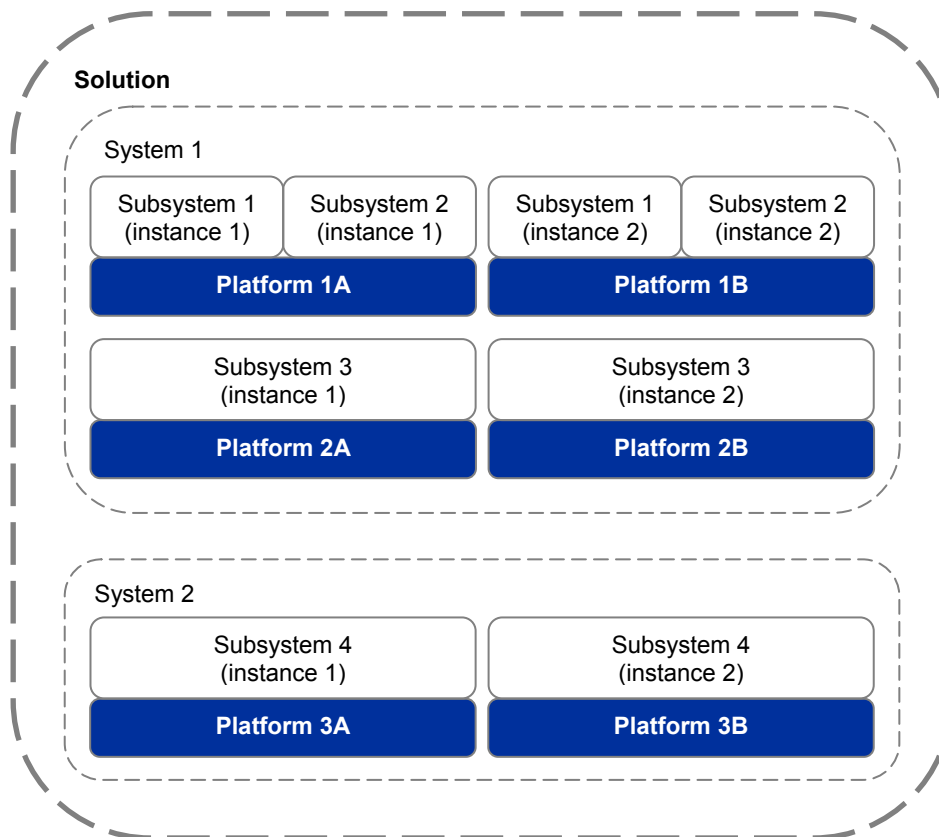 Solution
System 1
Subsystem 1
(instance 1)
Subsystem 2
(instance 1)
Subsystem 1
(instance 2)
Subsystem 2
(instance 2)
Platform 1A
Platform 1B
Subsystem 3
(instance 1)
Subsystem 3
(instance 2)
Platform 2A
Platform 2B
System 2
Subsystem 4
(instance 1)
Subsystem 4
(instance 2)
Platform 3A
Platform 3B